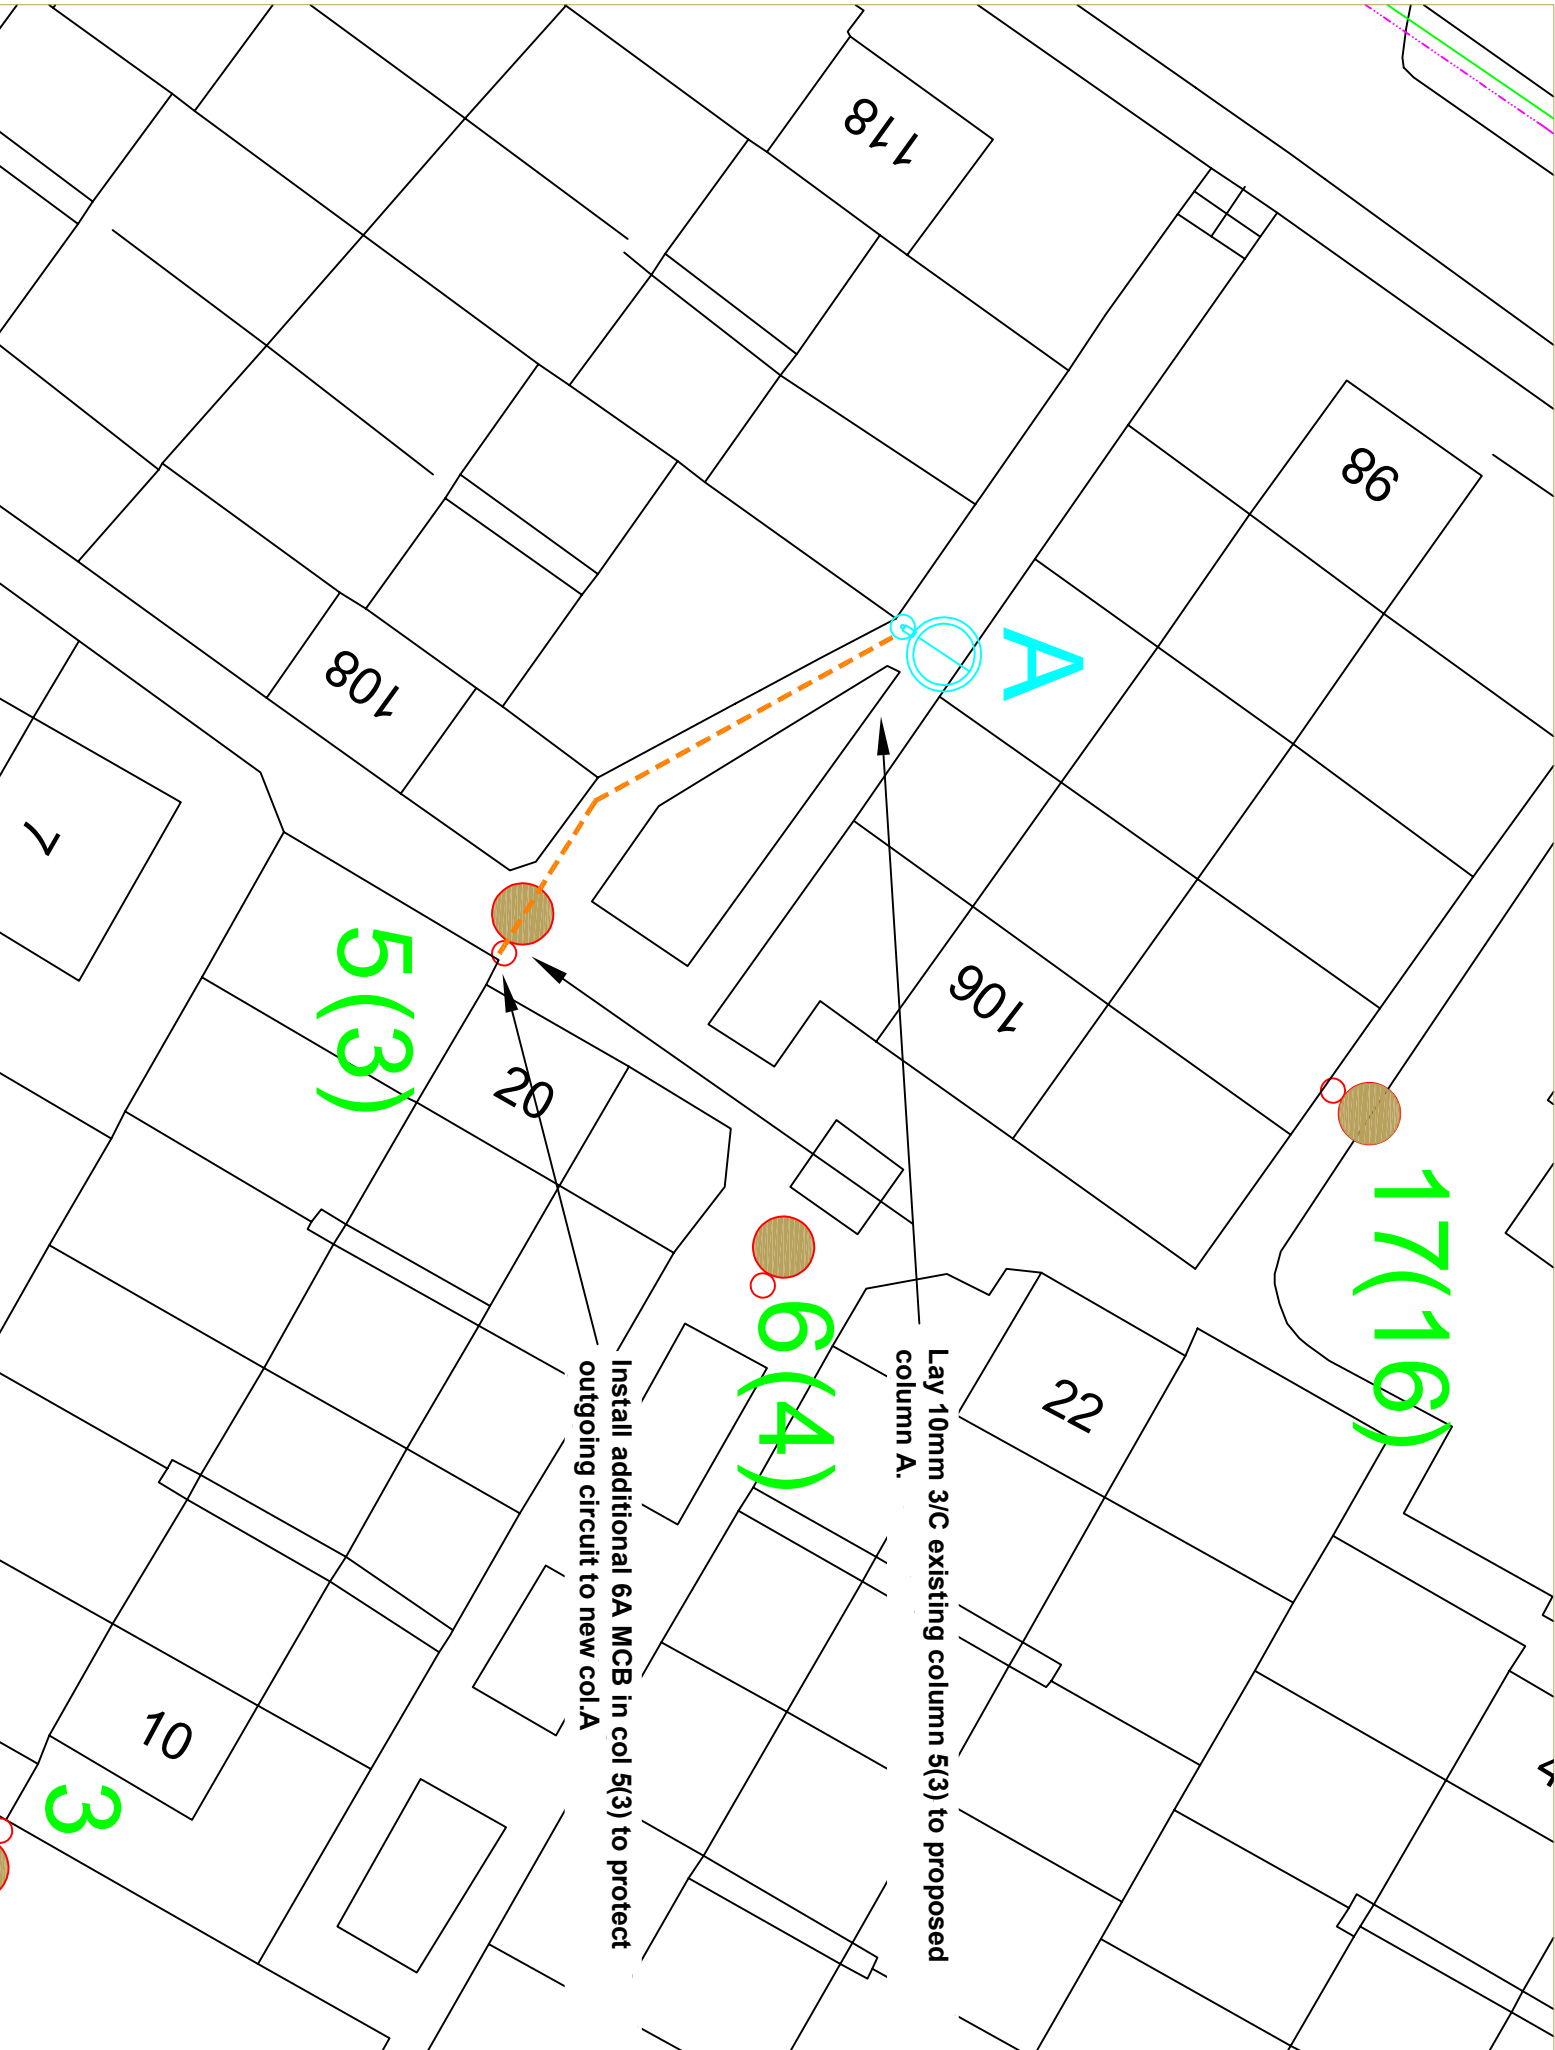 118
98
A
108
7
106
5(3)
20
17(16)
6(4)
22
Lay 10mm 3/C existing column 5(3) to proposed
column A.
Install additional 6A MCB in col 5(3) to protect
outgoing circuit to new col.A
10
3
4